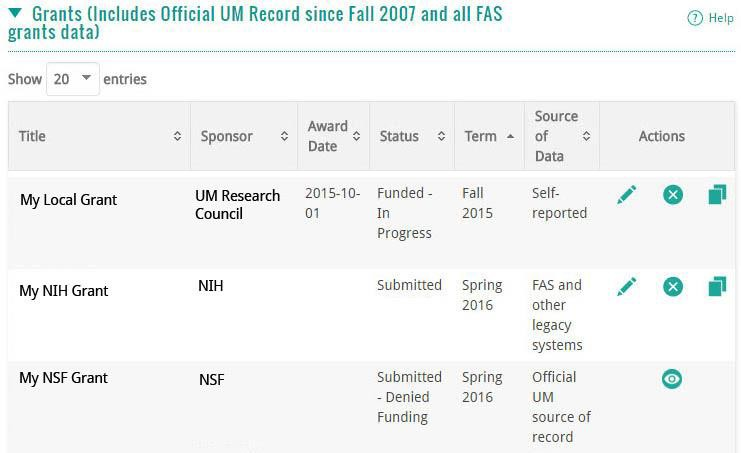 Grants (Includes Official UM Record since Fall 2007 and all FAS
grants data)
Help
Show 20 entries
Title
Sponsor
Award
Date
Status
Term
Source
of
Data
Actions
My Local Grant
UM Research
Council
2015-10-
01
Funded -
In
Progress
Fall
2015
Self-
reported
My NIH Grant
NIH
Submitted
Spring
2016
FAS and
other
legacy
systems
My NSF Grant
NSF
Submitted
- Denied
Funding
Spring
2016
Official
UM
source of
record